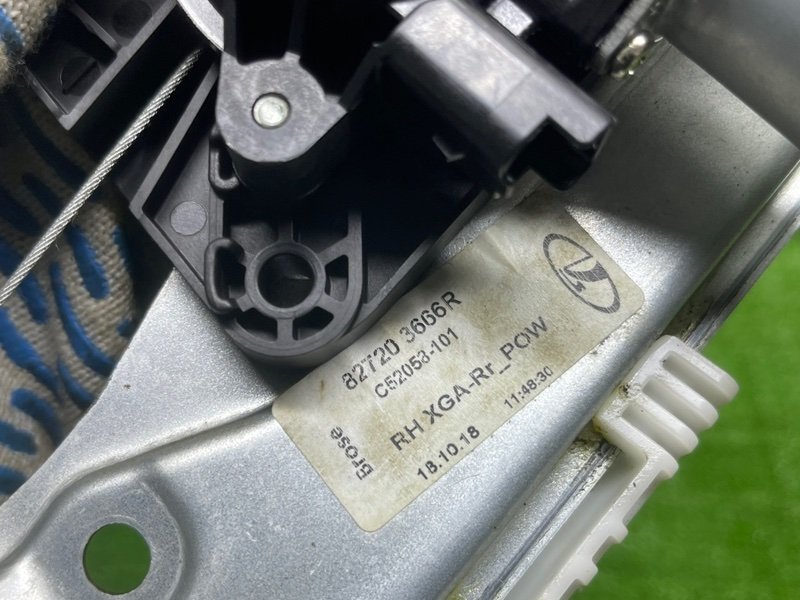 82720 3666R
C52053-101
Brose
RH XGA-Rr_POW
18.10.18 11:48:30